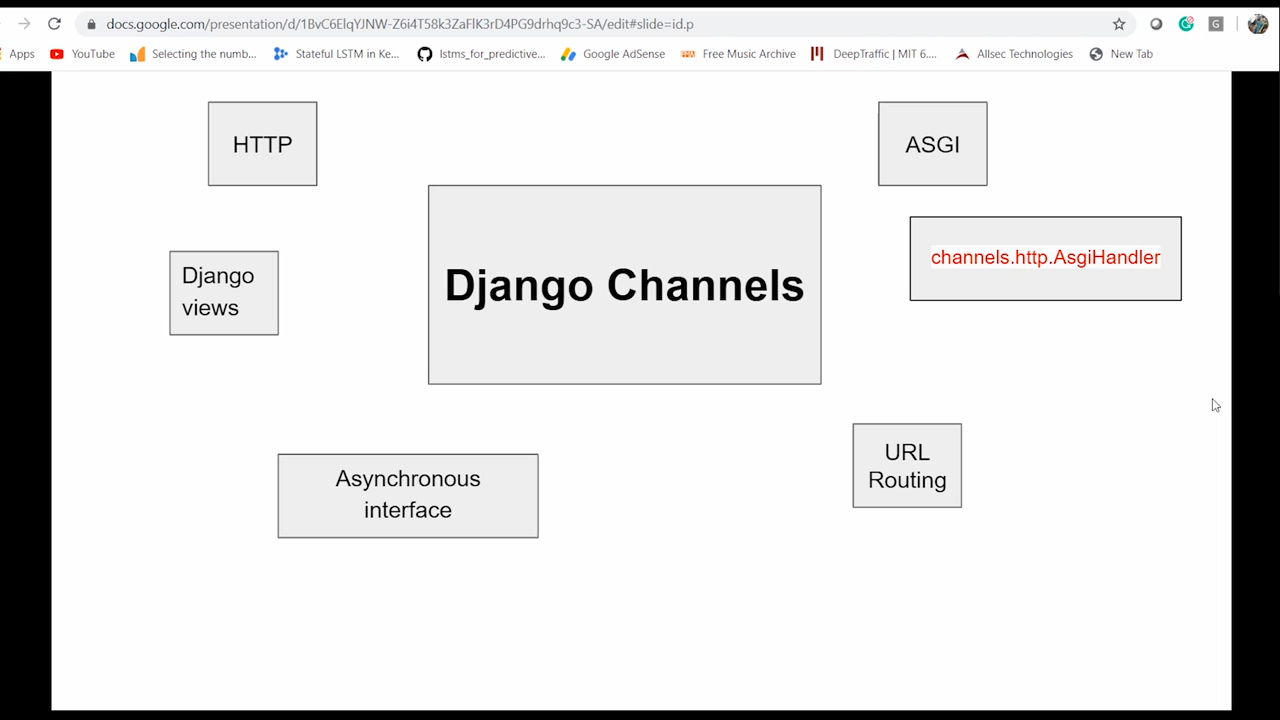 docs.google.com/presentation/d/1BvC6ElqYJNW-Z6i4T58k3ZaFlK3rD4PG9drhq9c3-SA/edit#slide=id.p
Apps YouTube Selecting the numb... Stateful LSTM in Ke... lstms_for_predictive... Google AdSense Free Music Archive DeepTraffic | MIT 6.... Allsec Technologies New Tab
HTTP
ASGI
channels.http.AsgiHandler
Django
views
Django Channels
URL
Routing
Asynchronous
interface